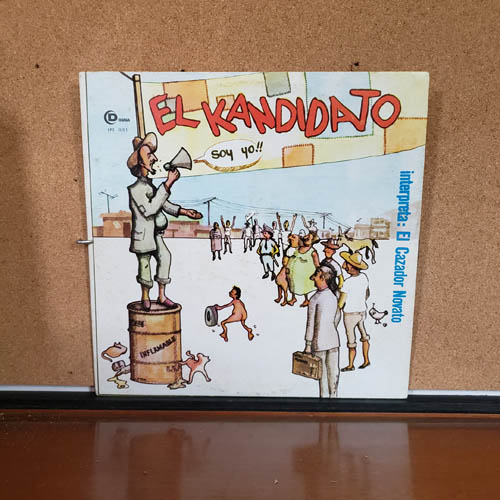 EL KANDIDATO
soy yo!!
interpreta: El Cazador Novato
INFLAMABLE